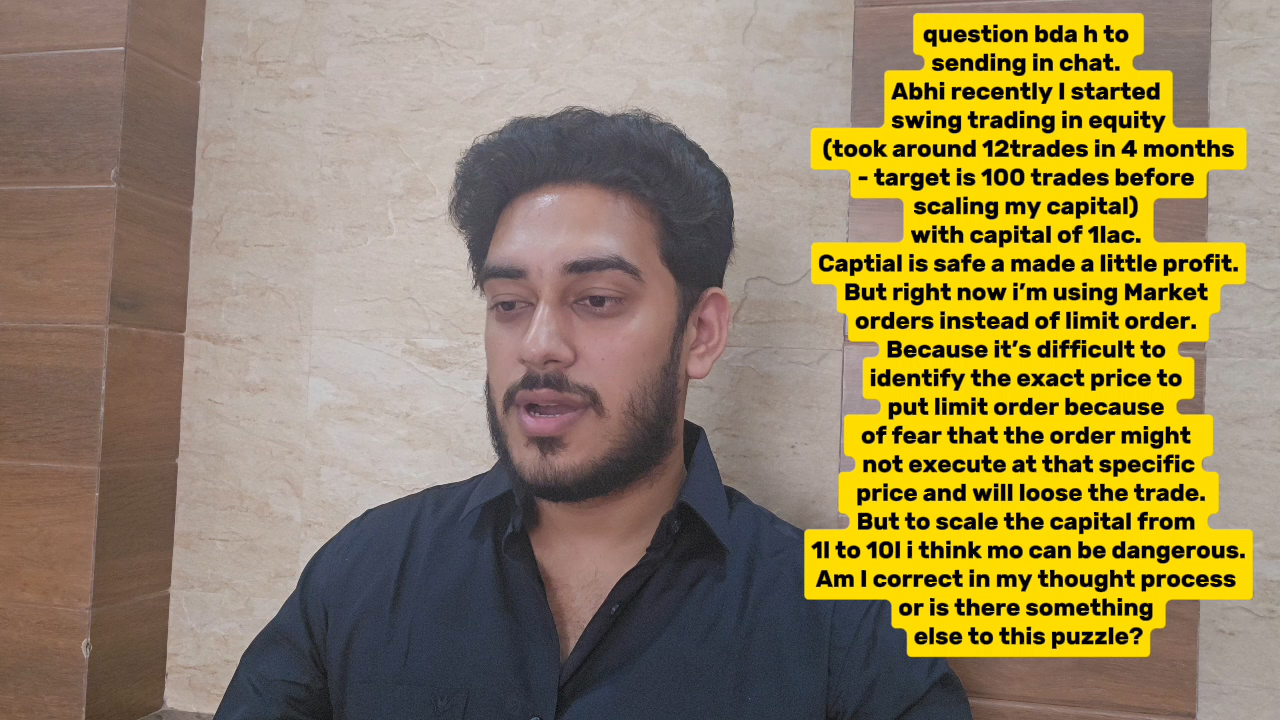 question bda h to
sending in chat.
Abhi recently I started
swing trading in equity
(took around 12trades in 4 months
- target is 100 trades before
scaling my capital)
with capital of 1lac.
Captial is safe a made a little profit.
But right now i’m using Market
orders instead of limit order.
Because it’s difficult to
identify the exact price to
put limit order because
of fear that the order might
not execute at that specific
price and will loose the trade.
But to scale the capital from
1l to 10l i think mo can be dangerous.
Am I correct in my thought process
or is there something
else to this puzzle?